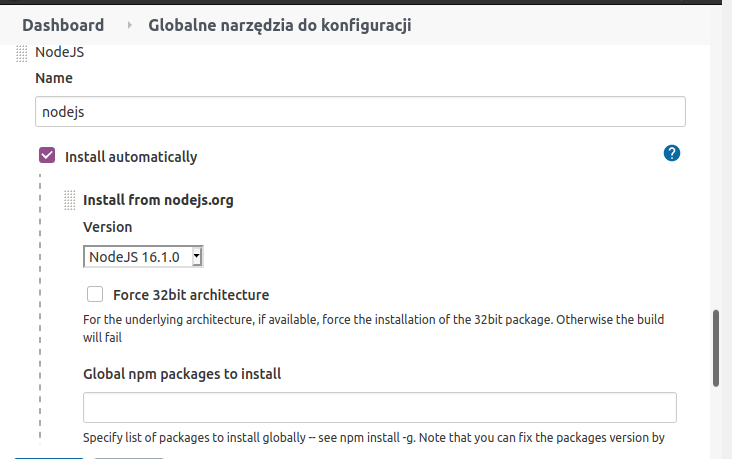 Dashboard
Globalne narzędzia do konfiguracji
NodeJS
Name
nodejs
Install automatically
?
Install from nodejs.org
Version
NodeJS 16.1.0
Force 32bit architecture
For the underlying architecture, if available, force the installation of the 32bit package. Otherwise the build
will fail
Global npm packages to install
Specify list of packages to install globally -- see npm install -g. Note that you can fix the packages version by